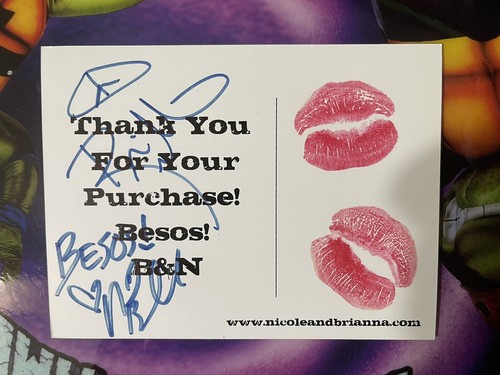 Thank You
For Your
Purchase!
Besos!
B&N
BESOS!
www.nicoleandbrianna.com